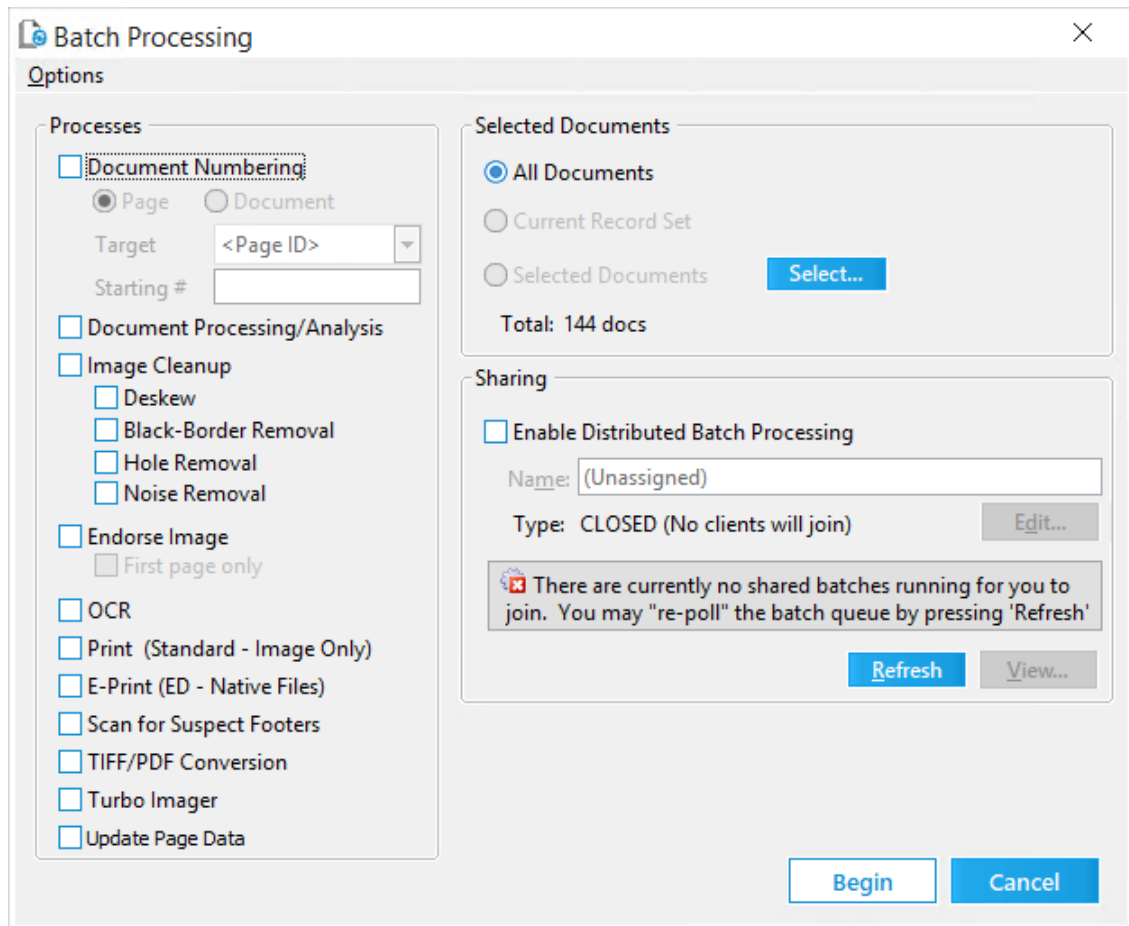 Batch Processing
Options
Processes
Document Numbering
Page Document
Target <Page ID>
Starting #
Document Processing/Analysis
Image Cleanup
Deskew
Black-Border Removal
Hole Removal
Noise Removal
Endorse Image
First page only
OCR
Print (Standard - Image Only)
E-Print (ED - Native Files)
Scan for Suspect Footers
TIFF/PDF Conversion
Turbo Imager
Update Page Data
Selected Documents
All Documents
Current Record Set
Selected Documents Select...
Total: 144 docs
Sharing
Enable Distributed Batch Processing
Name: (Unassigned)
Type: CLOSED (No clients will join) Edit...
There are currently no shared batches running for you to
join. You may "re-poll" the batch queue by pressing 'Refresh'
Refresh View...
Begin Cancel